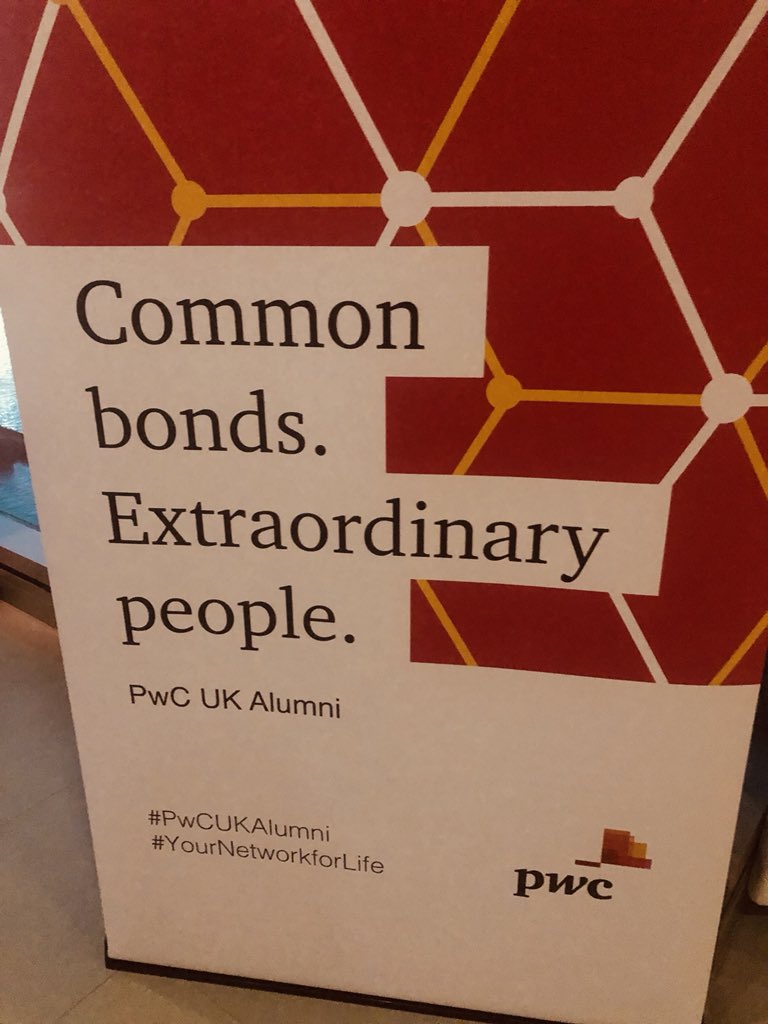 Common
bonds.
Extraordinary
people.
PwC UK Alumni
#PwCUKAlumni
#YourNetworkforLife
pwc